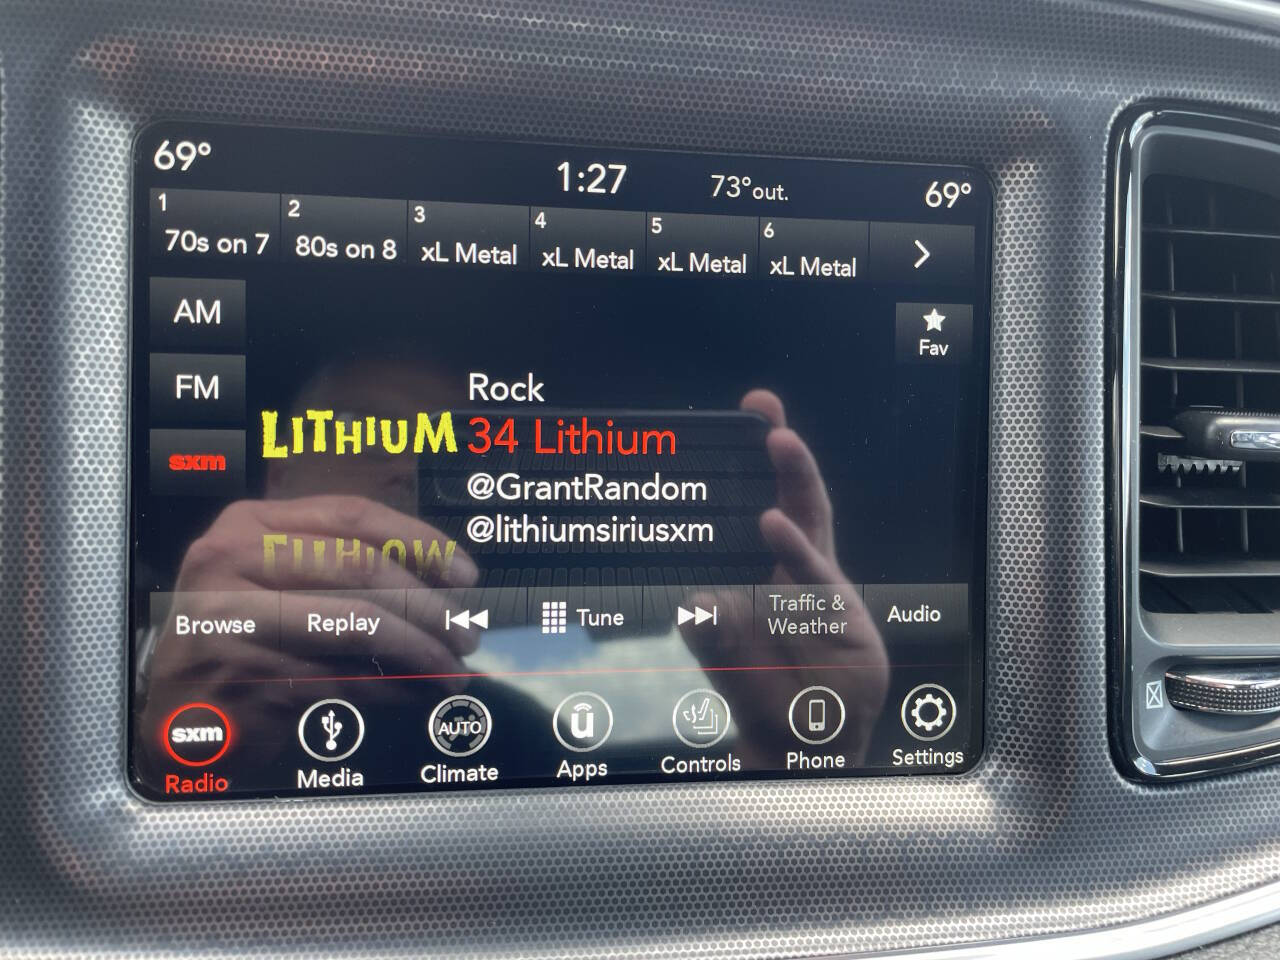 69° 1:27 73°out. 69°
1 2 3 4 5 6
70s on 7 80s on 8 xL Metal xL Metal xL Metal xL Metal
AM
Fav
FM
Rock
LITHIUM 34 Lithium
sxm
@GrantRandom
@lithiumsiriusxm
Browse Replay Tune Traffic & Weather Audio
sxm AUTO
Radio Media Climate Apps Controls Phone Settings